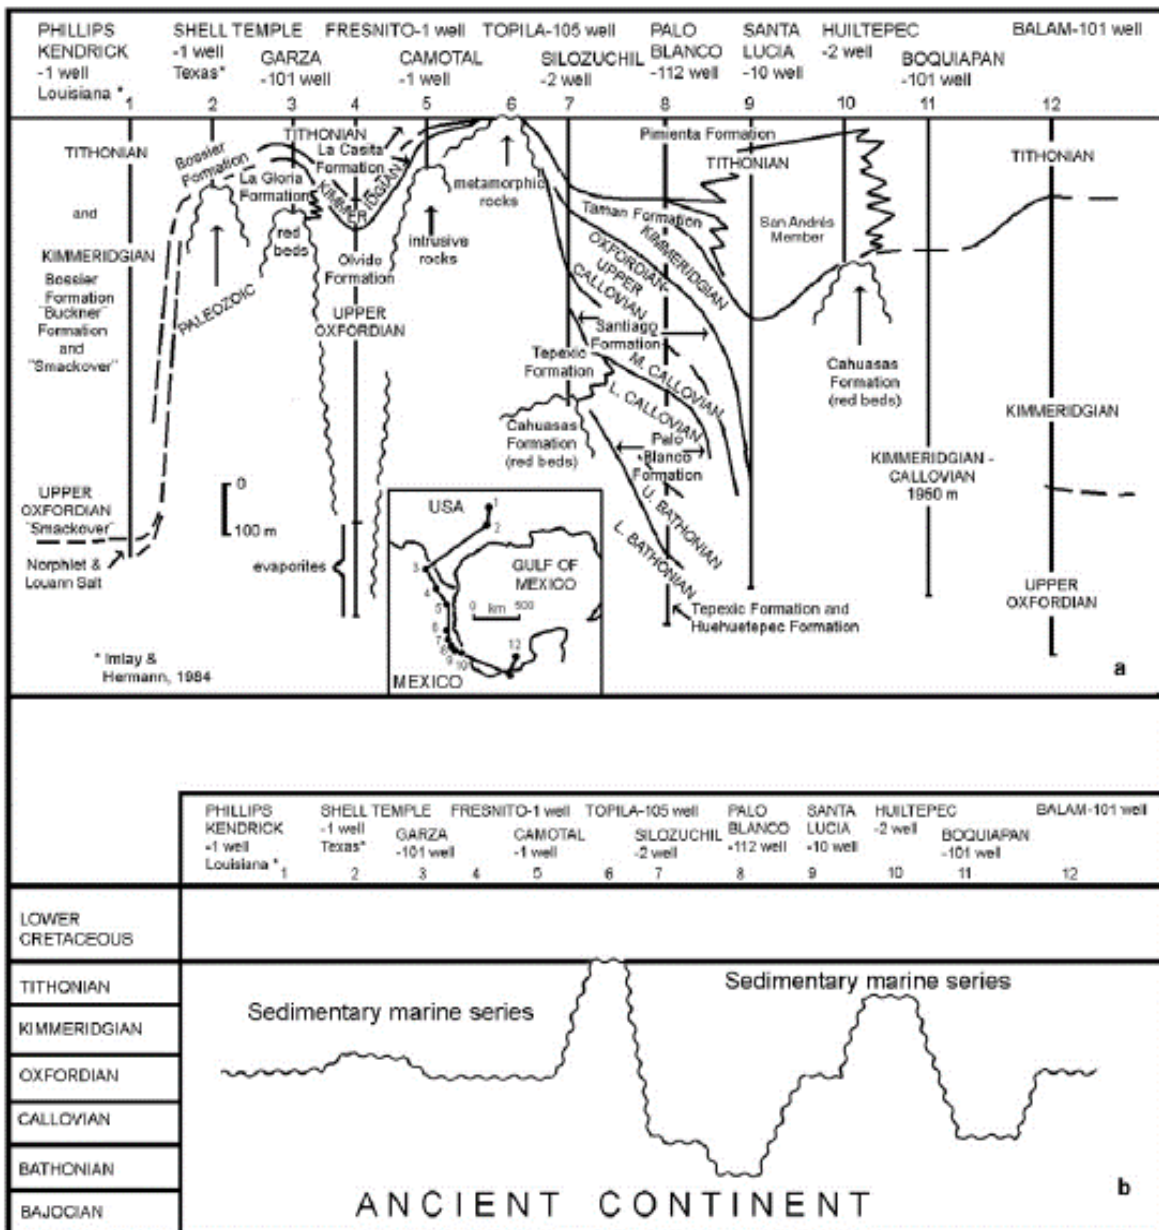 PHILLIPS
KENDRICK
-1 well
Louisiana *
SHELL TEMPLE
-1 well
Texas*
GARZA
-101 well
FRESNITO-1 well
CAMOTAL
-1 well
TOPILA-105 well
SILOZUCHIL
-2 well
PALO
BLANCO
-112 well
SANTA
LUCIA
-10 well
HUILTEPEC
-2 well
BOQUIAPAN
-101 well
BALAM-101 well
1 2 3 4 5 6 7 8 9 10 11 12
TITHONIAN
and
KIMMERIDGIAN
Bossier
Formation
"Buckner"
Formation
and
"Smackover"
UPPER
OXFORDIAN
"Smackover"
Norphlet &
Louann Salt
* Imlay &
Hermann, 1984
Bossier
Formation
PALEOZOIC
0
100 m
La Gloria
Formation
red
beds
TITHONIAN
La Casita
Formation
KIMMERIDGIAN
Olvido
Formation
UPPER
OXFORDIAN
evaporites
intrusive
rocks
metamorphic
rocks
Tepexic
Formation
Cahuasas
Formation
(red beds)
Pimienta Formation
TITHONIAN
Taman Formation
KIMMERIDGIAN
OXFORDIAN-
UPPER
CALLOVIAN
Santiago
Formation
M. CALLOVIAN
L. CALLOVIAN
Palo
Blanco
Formation
U. BATHONIAN
L. BATHONIAN
Tepexic Formation and
Huehuetepec Formation
San Andrés
Member
Cahuasas
Formation
(red beds)
KIMMERIDGIAN -
CALLOVIAN
1960 m
TITHONIAN
KIMMERIDGIAN
UPPER
OXFORDIAN
a
USA
1
2
3
4
5
6
7
8
9
10
12
GULF OF
MEXICO
0 km 500
MEXICO
PHILLIPS
KENDRICK
-1 well
Louisiana *
SHELL TEMPLE
-1 well
Texas*
GARZA
-101 well
FRESNITO-1 well
CAMOTAL
-1 well
TOPILA-105 well
SILOZUCHIL
-2 well
PALO
BLANCO
-112 well
SANTA
LUCIA
-10 well
HUILTEPEC
-2 well
BOQUIAPAN
-101 well
BALAM-101 well
1 2 3 4 5 6 7 8 9 10 11 12
LOWER
CRETACEOUS
TITHONIAN
KIMMERIDGIAN
OXFORDIAN
CALLOVIAN
BATHONIAN
BAJOCIAN
Sedimentary marine series
Sedimentary marine series
ANCIENT CONTINENT
b